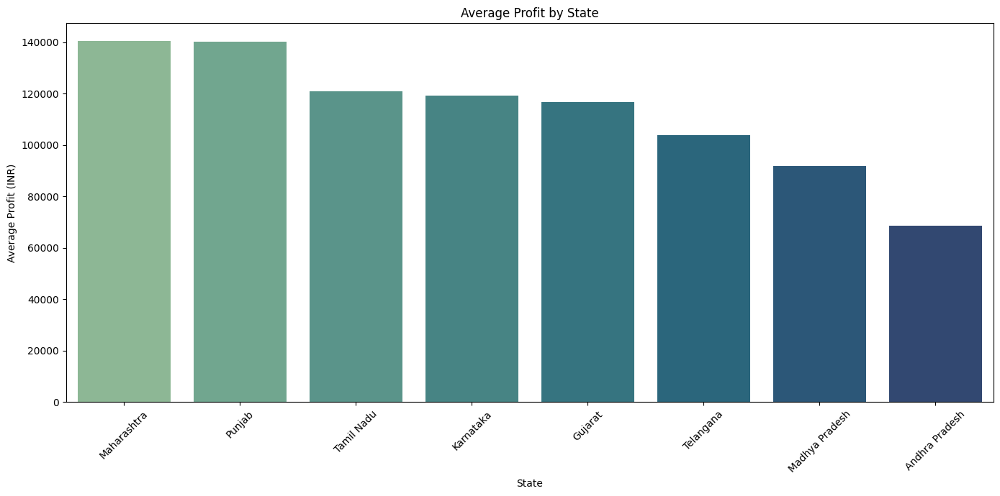 Average Profit by State
Average Profit (INR)
140000
120000
100000
80000
60000
40000
20000
0
Maharashtra
Punjab
Tamil Nadu
Karnataka
Gujarat
Telangana
Madhya Pradesh
Andhra Pradesh
State